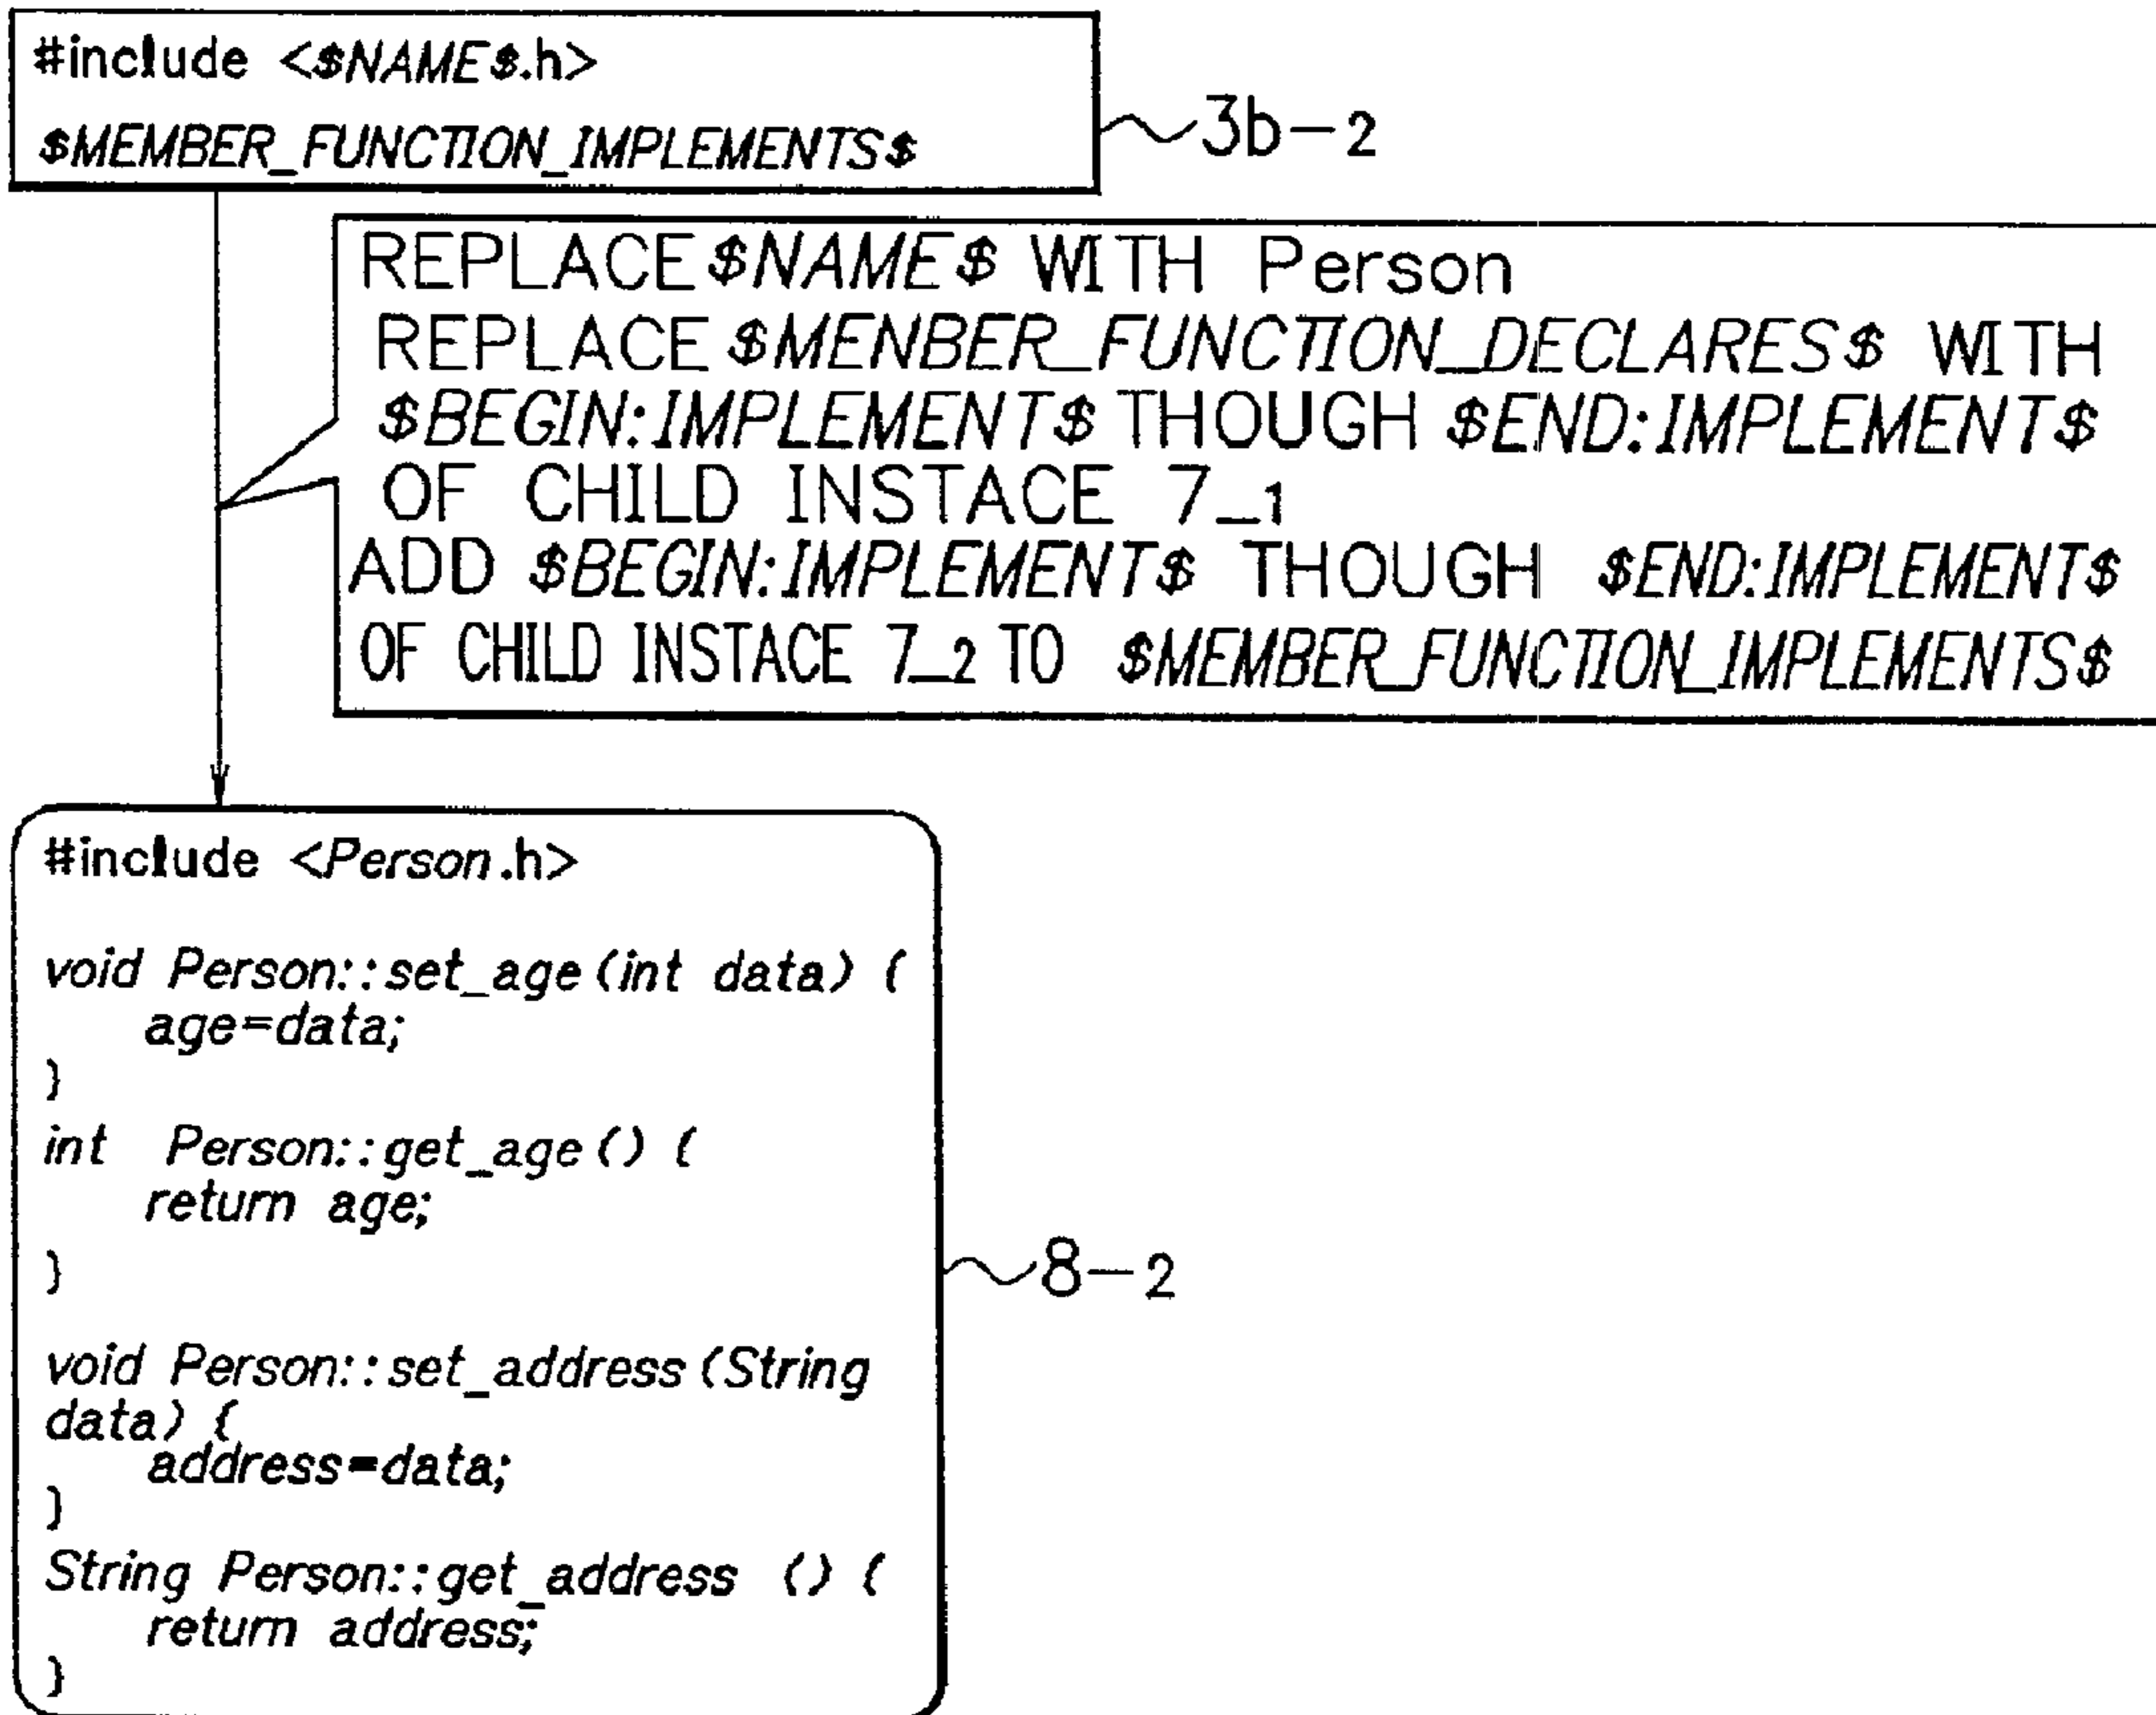 #include <$NAME$.h>
$MEMBER_FUNCTION_IMPLEMENTS$
3b-2
REPLACE $NAME$ WITH Person
REPLACE $MENBER_FUNCTION_DECLARES$ WITH
$BEGIN:IMPLEMENT$ THOUGH $END:IMPLEMENT$
OF CHILD INSTACE 7_1
ADD $BEGIN:IMPLEMENT$ THOUGH $END:IMPLEMENT$
OF CHILD INSTACE 7_2 TO $MEMBER_FUNCTION_IMPLEMENTS$
#include <Person.h>
void Person::set_age(int data) {
age=data;
}
int Person::get_age() {
return age;
}
8-2
void Person::set_address(String
data) {
address=data;
}
String Person::get_address () {
return address;
}